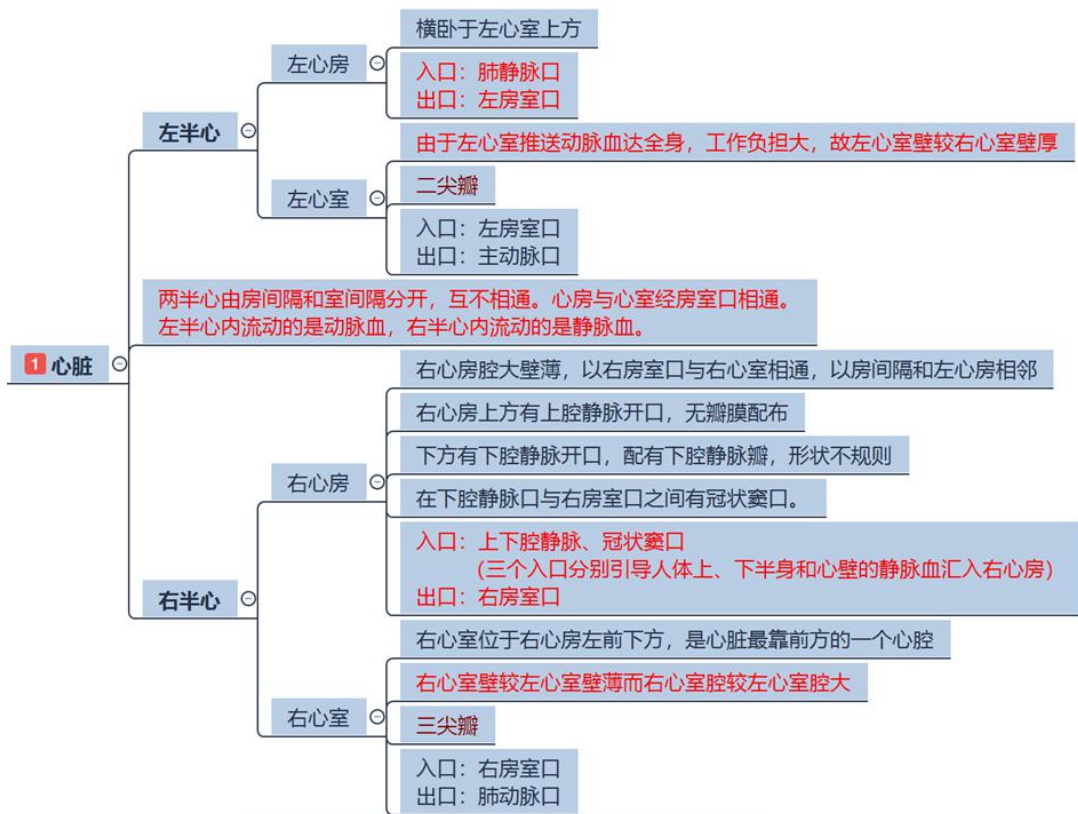 横卧于左心室上方
左心房
入口：肺静脉口
出口：左房室口
左半心
由于左心室推送动脉血达全身，工作负担大，故左心室壁较右心室壁厚
左心室
二尖瓣
入口：左房室口
出口：主动脉口
两半心由房间隔和室间隔分开，互不相通。心房与心室经房室口相通。
左半心内流动的是动脉血，右半心内流动的是静脉血。
1 心脏
右心房腔大壁薄，以右房室口与右心室相通，以房间隔和左心房相邻
右心房上方有上腔静脉开口，无瓣膜配布
下方有下腔静脉开口，配有下腔静脉瓣，形状不规则
右心房
在下腔静脉口与右房室口之间有冠状窦口。
入口：上下腔静脉、冠状窦口
（三个入口分别引导人体上、下半身和心壁的静脉血汇入右心房）
出口：右房室口
右半心
右心室位于右心房左前下方，是心脏最靠前方的一个心腔
右心室壁较左心室壁薄而右心室腔较左心室腔大
右心室
三尖瓣
入口：右房室口
出口：肺动脉口